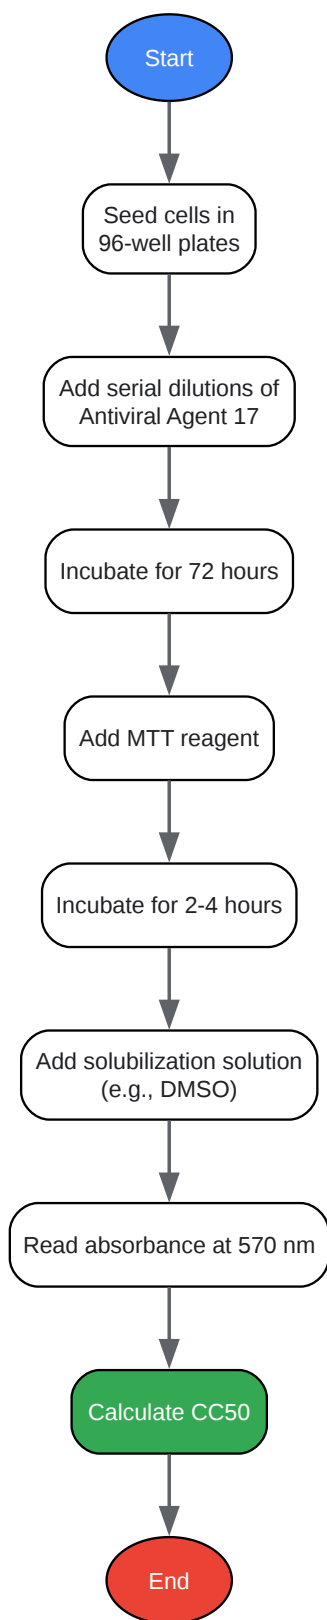 Start
Seed cells in
96-well plates
Add serial dilutions of
Antiviral Agent 17
Incubate for 72 hours
Add MTT reagent
Incubate for 2-4 hours
Add solubilization solution
(e.g., DMSO)
Read absorbance at 570 nm
Calculate CC50
End